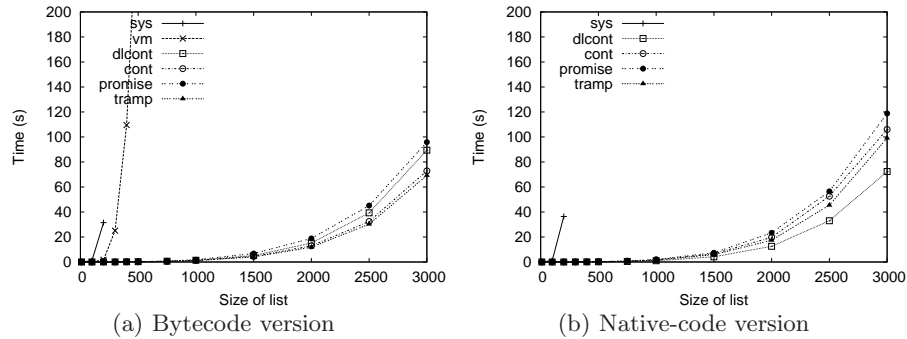 200
180
160
140
120
100
80
60
40
20
0
Time (s)
sys
vm
dlcont
cont
promise
tramp
0 500 1000 1500 2000 2500 3000
Size of list
(a) Bytecode version
200
180
160
140
120
100
80
60
40
20
0
Time (s)
sys
dlcont
cont
promise
tramp
0 500 1000 1500 2000 2500 3000
Size of list
(b) Native-code version